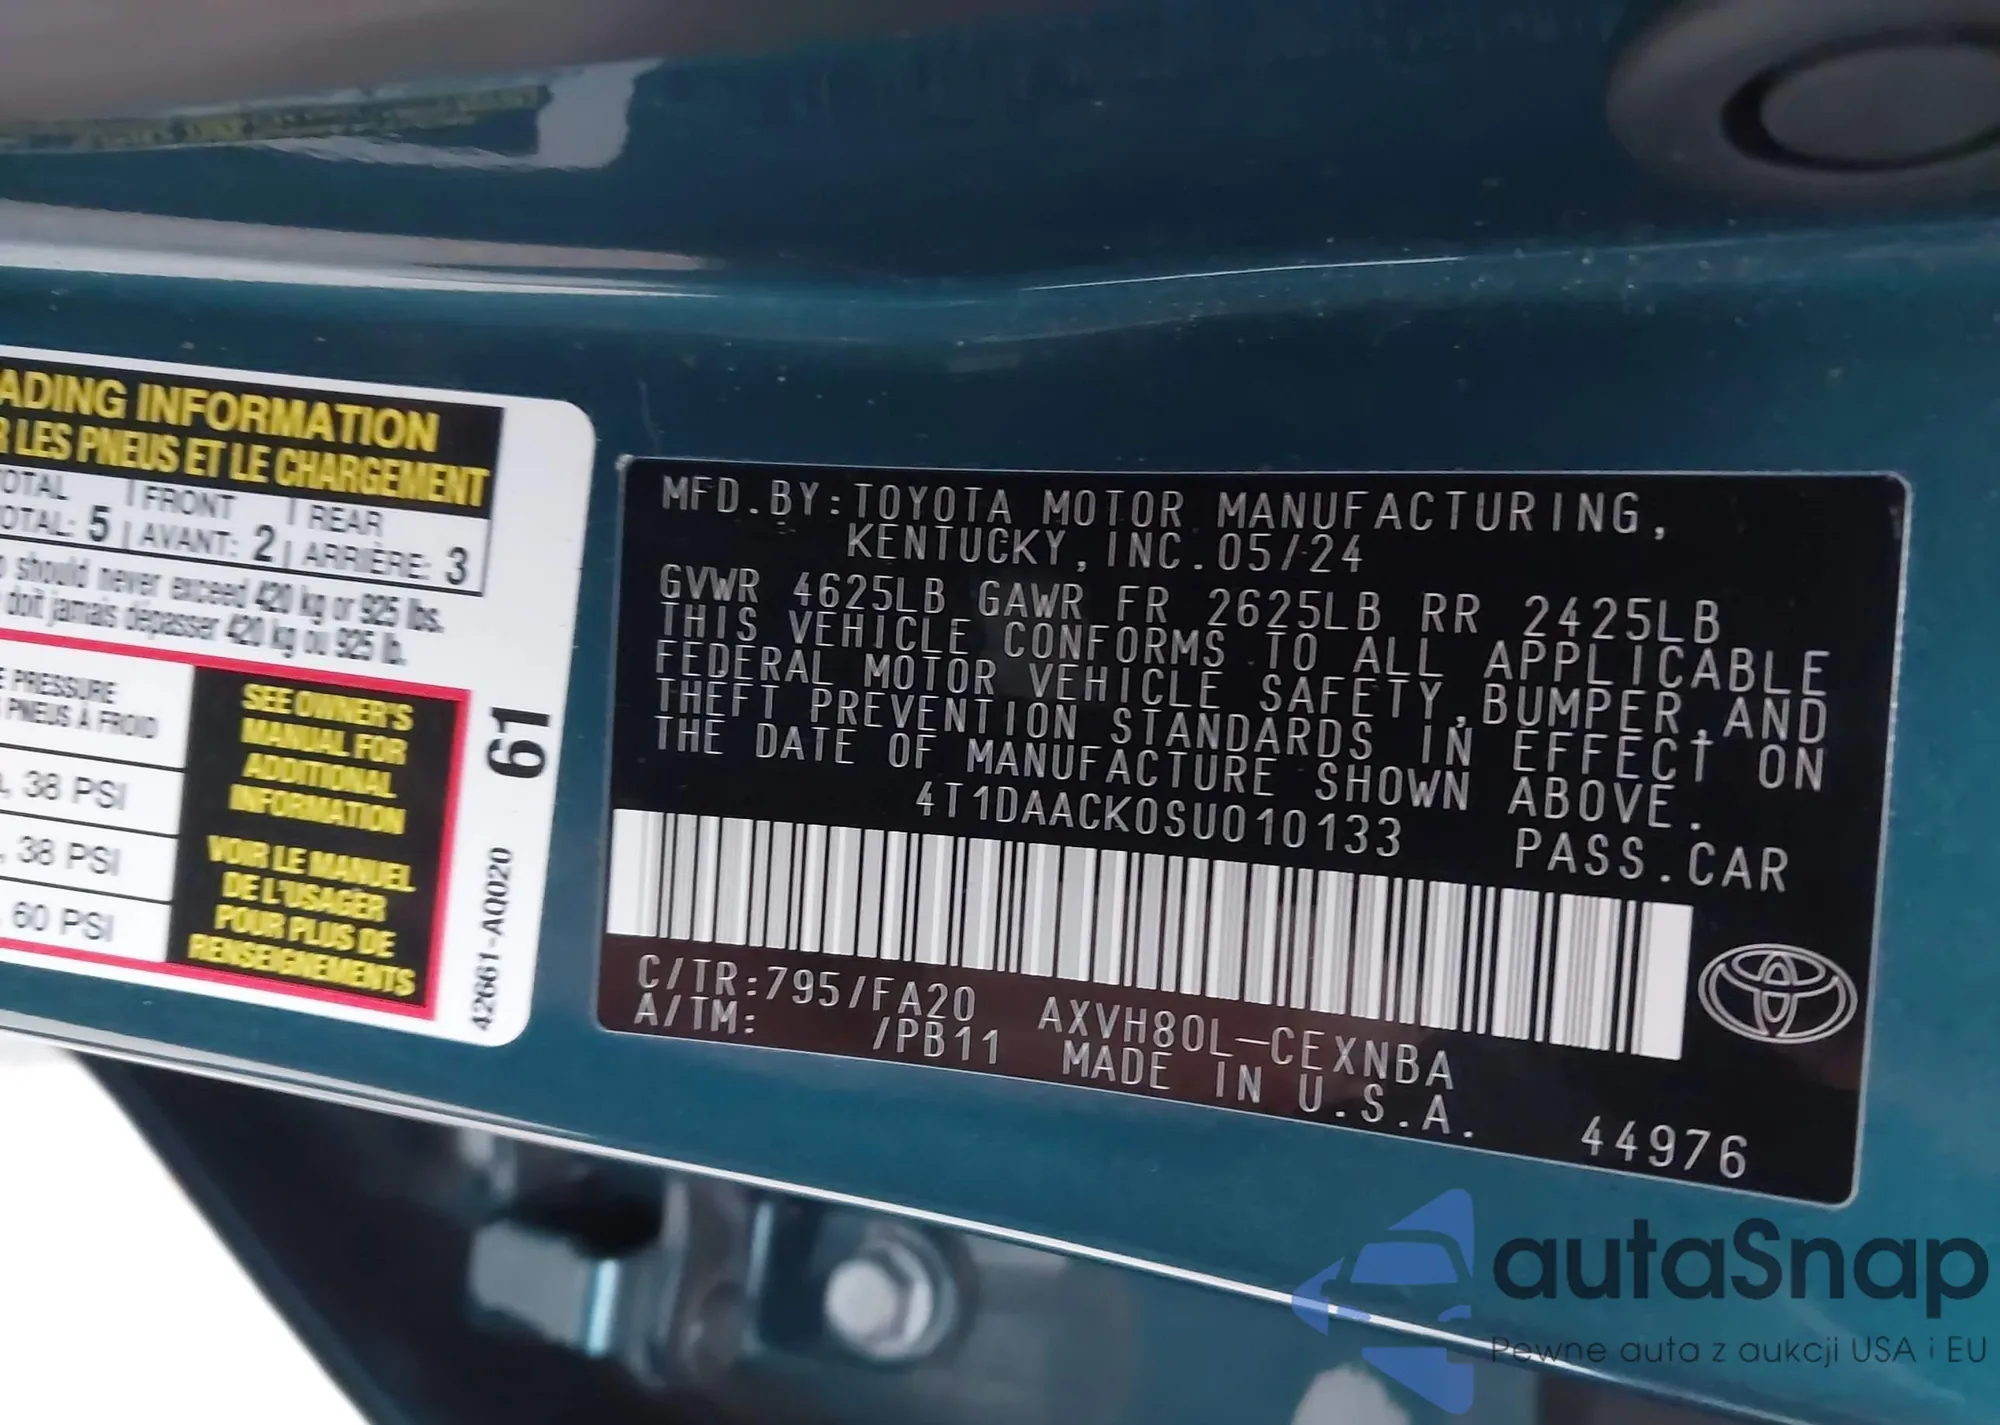 ADING INFORMATION
R LES PNEUS ET LE CHARGEMENT
OTAL | FRONT | REAR
OTAL: 5 | AVANT: 2 | ARRIÈRE: 3
should never exceed 420 kg or 925 lbs.
doit jamais dépasser 420 kg ou 925 lb.
E PRESSURE
PNEUS À FROID
, 38 PSI
, 38 PSI
, 60 PSI
SEE OWNER'S
MANUAL FOR
ADDITIONAL
INFORMATION
VOIR LE MANUEL
DE L'USAGER
POUR PLUS DE
RENSEIGNEMENTS
61
42661-AQ020
MFD.BY:TOYOTA MOTOR MANUFACTURING,
KENTUCKY,INC.05/24
GVWR 4625LB GAWR FR 2625LB RR 2425LB
THIS VEHICLE CONFORMS TO ALL APPLICABLE
FEDERAL MOTOR VEHICLE SAFETY,BUMPER,AND
THEFT PREVENTION STANDARDS IN EFFECT ON
THE DATE OF MANUFACTURE SHOWN ABOVE.
4T1DAACK0SU010133 PASS.CAR
C/TR:795/FA20 AXVH80L-CEXNBA
A/TM: /PB11 MADE IN U.S.A.
44976
autaSnap
Pewne auta z aukcji USA i EU